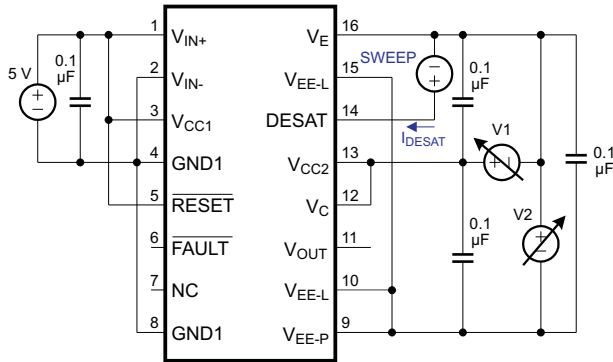 1 V_IN+ V_E 16
0.1 µF
5 V
2 V_IN- V_EE-L 15
SWEEP
0.1 µF
3 V_CC1 DESAT 14
I_DESAT
4 GND1 V_CC2 13
V1
0.1 µF
5 RESET V_C 12
6 FAULT V_OUT 11
V2
0.1 µF
7 NC V_EE-L 10
8 GND1 V_EE-P 9